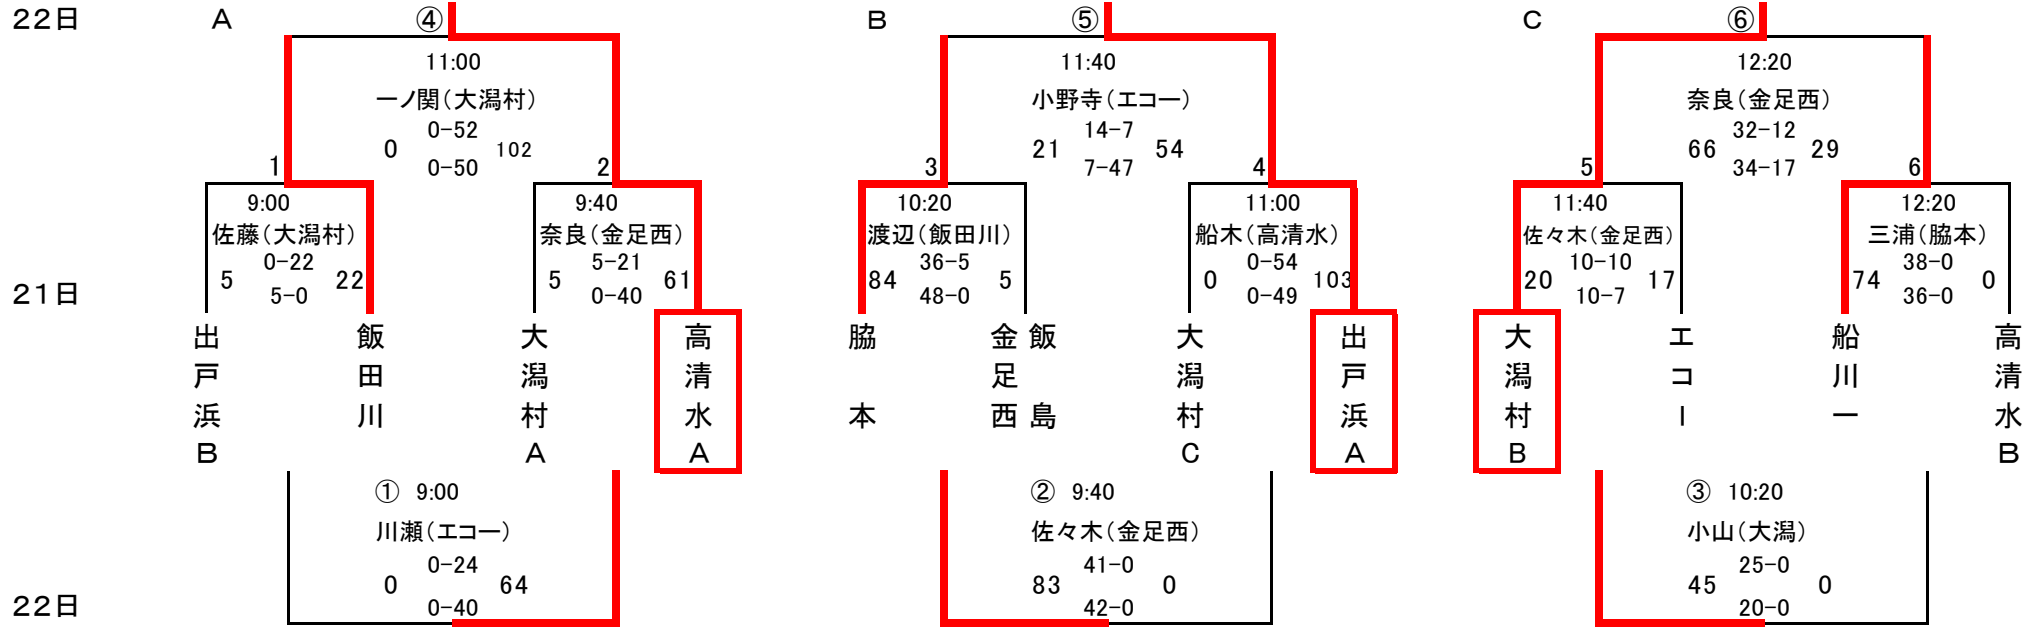 22日 A ④ B ⑤ C ⑥
11:00 11:40 12:20
一ノ関（大潟村） 小野寺（エコー） 奈良（金足西）
0-52 14-7 32-12
0 102 21 54 66 29
0-50 7-47 34-17
1 2 3 4 5 6
9:00 9:40 10:20 11:00 11:40 12:20
佐藤（大潟村） 奈良（金足西） 渡辺（飯田川） 船木（高清水） 佐々木（金足西） 三浦（脇本）
0-22 5-21 36-5 0-54 10-10 38-0
5 22 5 61 84 5 0 103 20 17 74 0
21日 5-0 0-40 48-0 0-49 10-7 36-0
出戸浜B
飯田川
大潟村A
高清水A
脇本
金足西
飯島
大潟村C
出戸浜A
大潟村B
エコー
船川一
高清水B
① 9:00 ② 9:40 ③ 10:20
川瀬（エコー） 佐々木（金足西） 小山（大潟）
0-24 41-0 25-0
0 64 83 0 45 0
22日 0-40 42-0 20-0